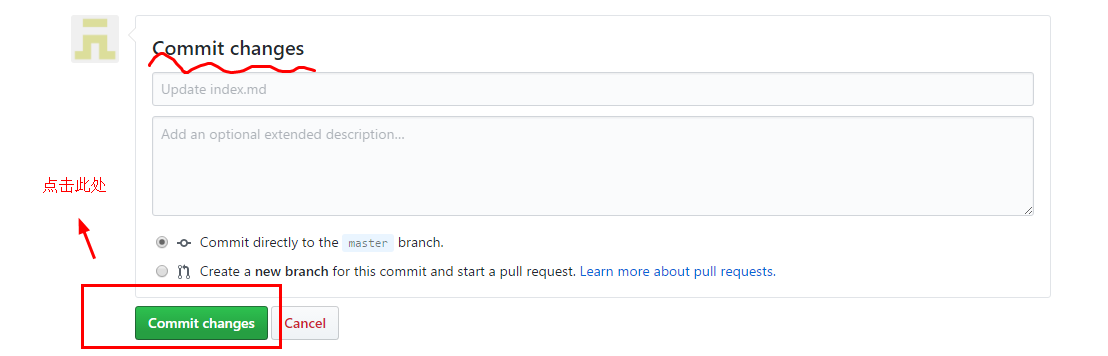 Commit changes
Update index.md
Add an optional extended description...
点击此处
Commit directly to the master branch.
Create a new branch for this commit and start a pull request. Learn more about pull requests.
Commit changes Cancel